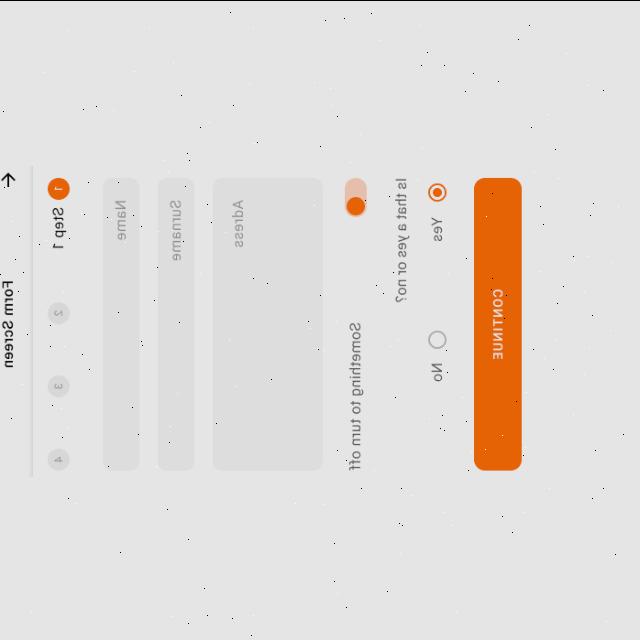 Form Screen
1 Step 1 2 3 4
Name
Surname
Adress
Something to turn off
Is that a yes or no?
Yes No
CONTINUE